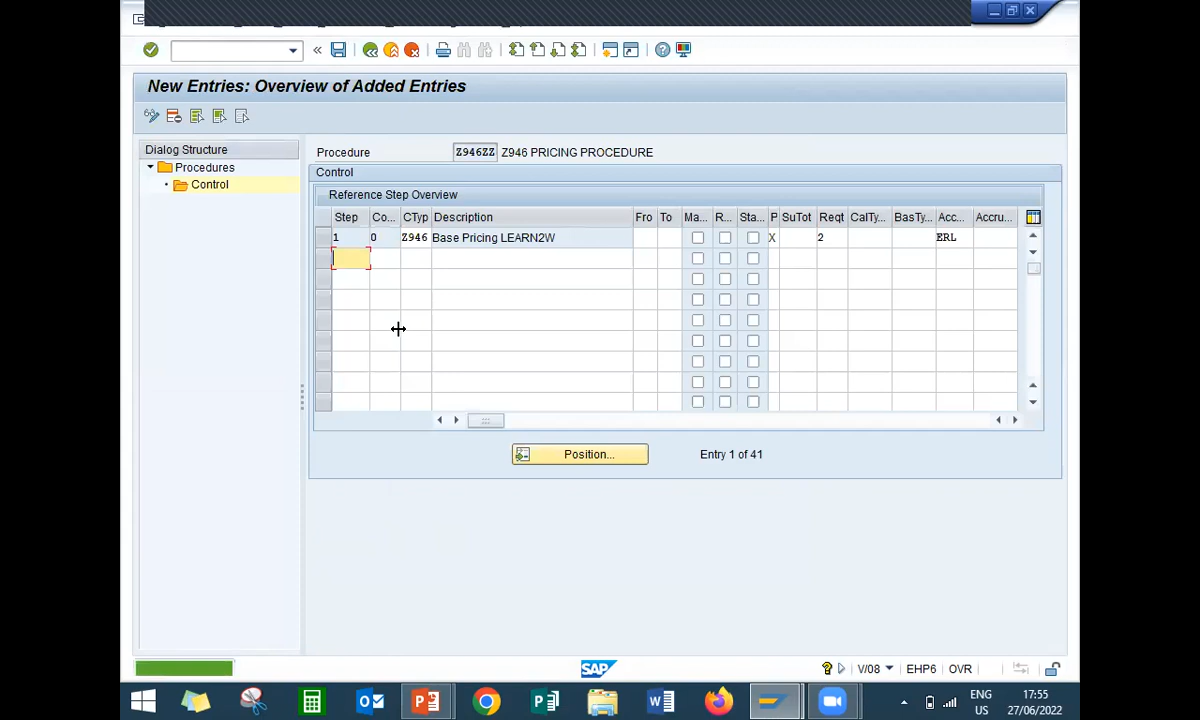 New Entries: Overview of Added Entries
Dialog Structure
Procedures
Control
Procedure Z946ZZ Z946 PRICING PROCEDURE
Control
Reference Step Overview
Step Co... CTyp Description Fro To Ma... R... Sta... P SuTot Reqt CalTy... BasTy... Acc... Accru...
1 0 Z946 Base Pricing LEARN2W X 2 ERL
Position... Entry 1 of 41
SAP V/08 EHP6 OVR
ENG 17:55
US 27/06/2022